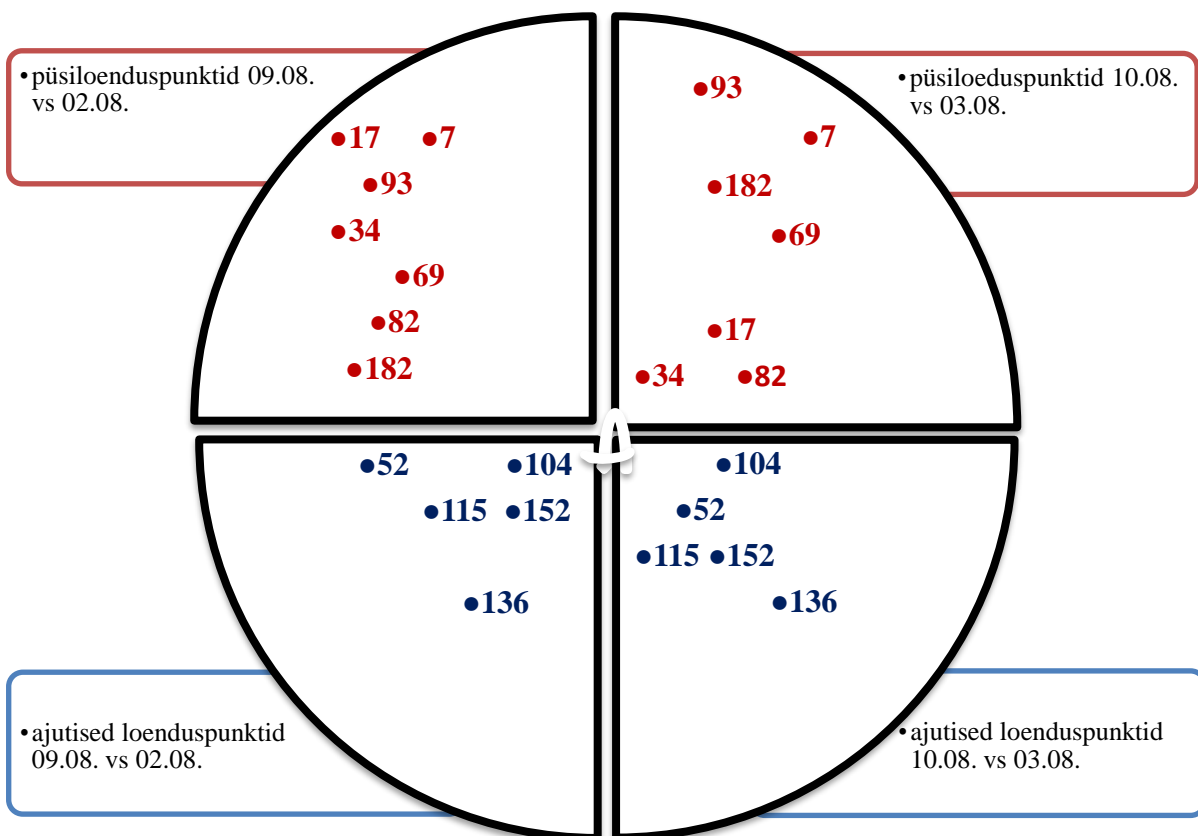 •püsiloenduspunktid 09.08.
vs 02.08.
•17 •7
•93
•34
•69
•82
•182
•püsiloeduspunktid 10.08.
vs 03.08.
•93
•7
•182
•69
•17
•34 •82
•52 •104
•115 •152
•136
•ajutised loenduspunktid
09.08. vs 02.08.
•104
•52
•115 •152
•136
•ajutised loenduspunktid
10.08. vs 03.08.